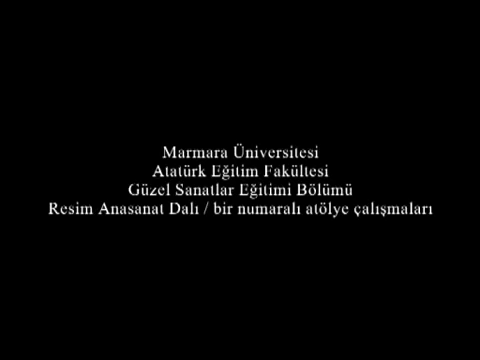 Marmara Üniversitesi
Atatürk Eğitim Fakültesi
Güzel Sanatlar Eğitimi Bölümü
Resim Anasanat Dalı / bir numaralı atölye çalışmaları